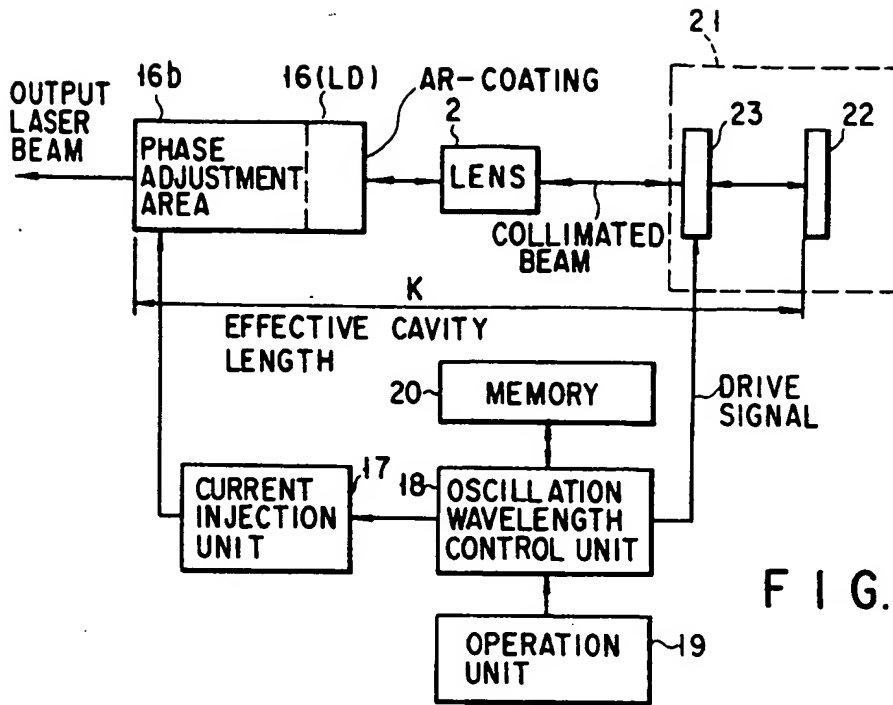 21
16b
16(LD)
AR-COATING
OUTPUT
LASER
BEAM
2
23
22
PHASE
ADJUSTMENT
AREA
LENS
COLLIMATED
BEAM
K
EFFECTIVE CAVITY
LENGTH
20
MEMORY
DRIVE
SIGNAL
17
18
CURRENT
INJECTION
UNIT
OSCILLATION
WAVELENGTH
CONTROL UNIT
FIG.
OPERATION
UNIT
19